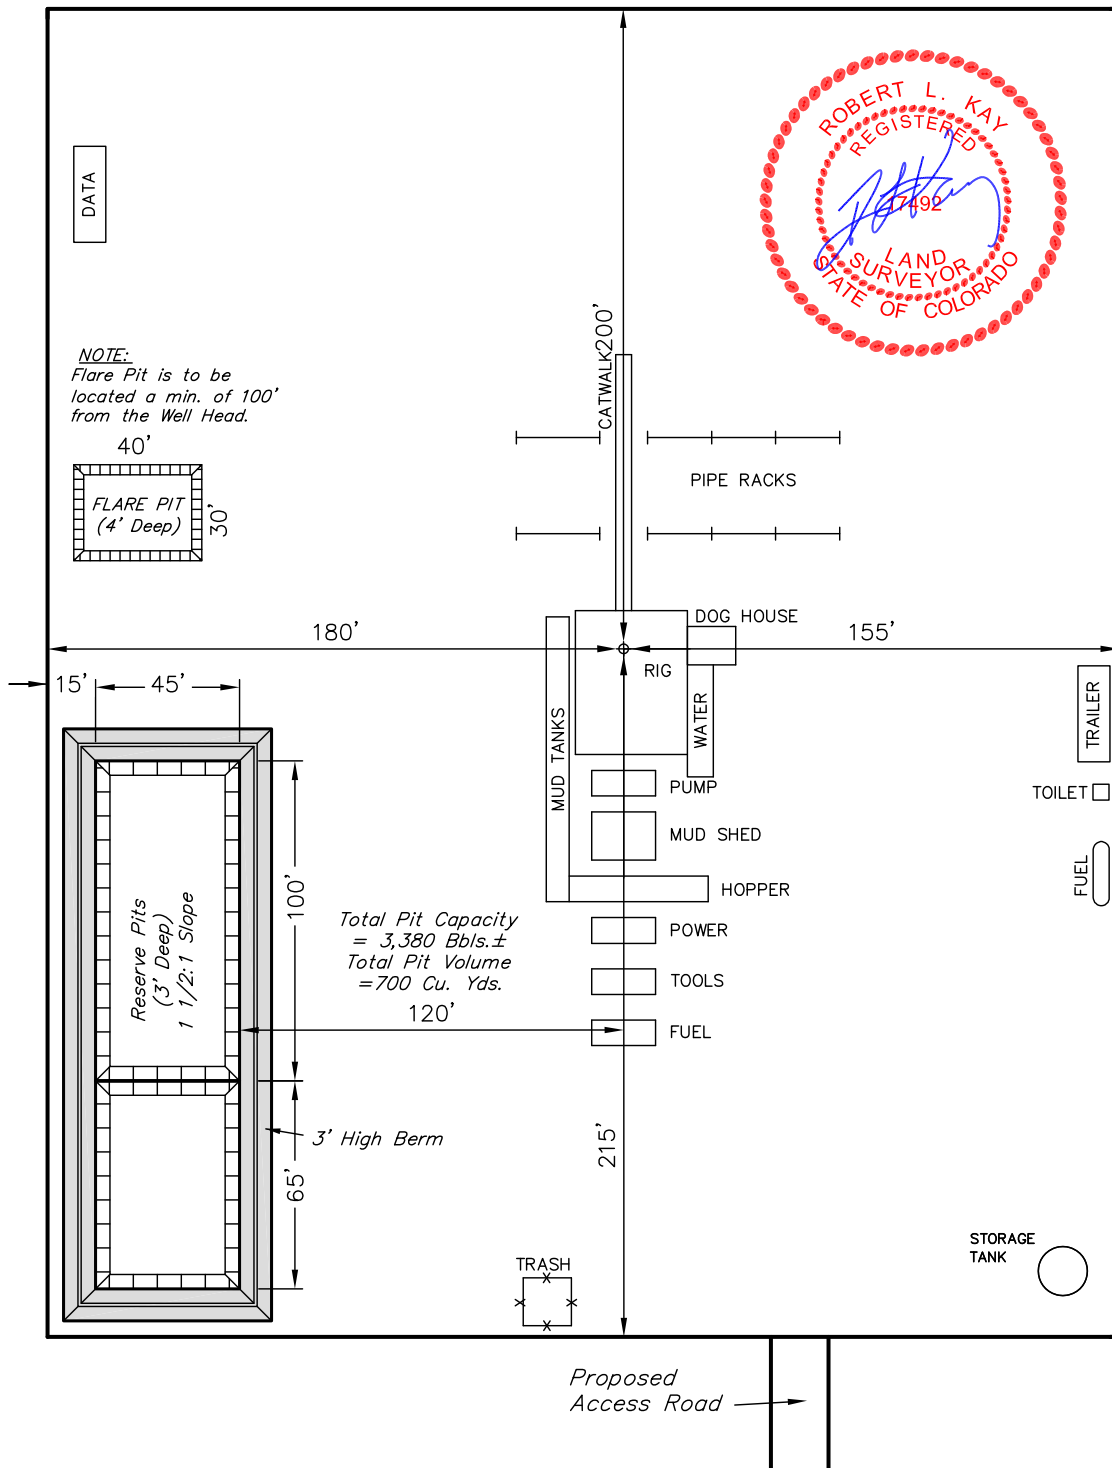 ROBERT L. KAY
REGISTERED
17492
LAND
SURVEYOR
STATE OF COLORADO
DATA
200'
CATWALK
NOTE:
Flare Pit is to be
located a min. of 100'
from the Well Head.
40'
FLARE PIT
(4' Deep)
30'
PIPE RACKS
DOG HOUSE
180'
155'
RIG
15'
45'
MUD TANKS
WATER
TRAILER
PUMP
TOILET
MUD SHED
FUEL
HOPPER
100'
Reserve Pits
(3' Deep)
1 1/2:1 Slope
Total Pit Capacity
= 3,380 Bbls.±
Total Pit Volume
=700 Cu. Yds.
POWER
TOOLS
120'
FUEL
215'
3' High Berm
65'
STORAGE
TANK
TRASH
Proposed
Access Road